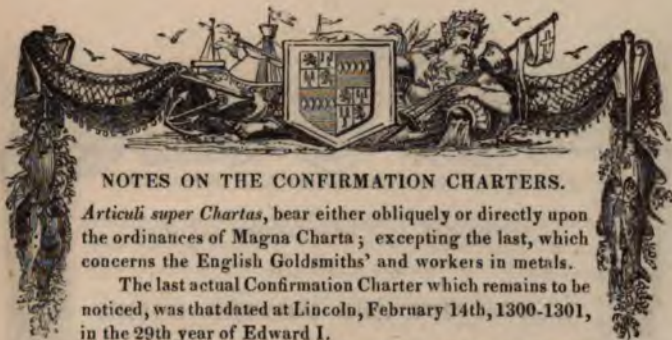 NOTES ON THE CONFIRMATION CHARTERS.
Articuli super Chartas, bear either obliquely or directly upon
the ordinances of Magna Charta; excepting the last, which
concerns the English Goldsmiths' and workers in metals.
The last actual Confirmation Charter which remains to be
noticed, was that dated at Lincoln, February 14th, 1300-1301,
in the 29th year of Edward I.